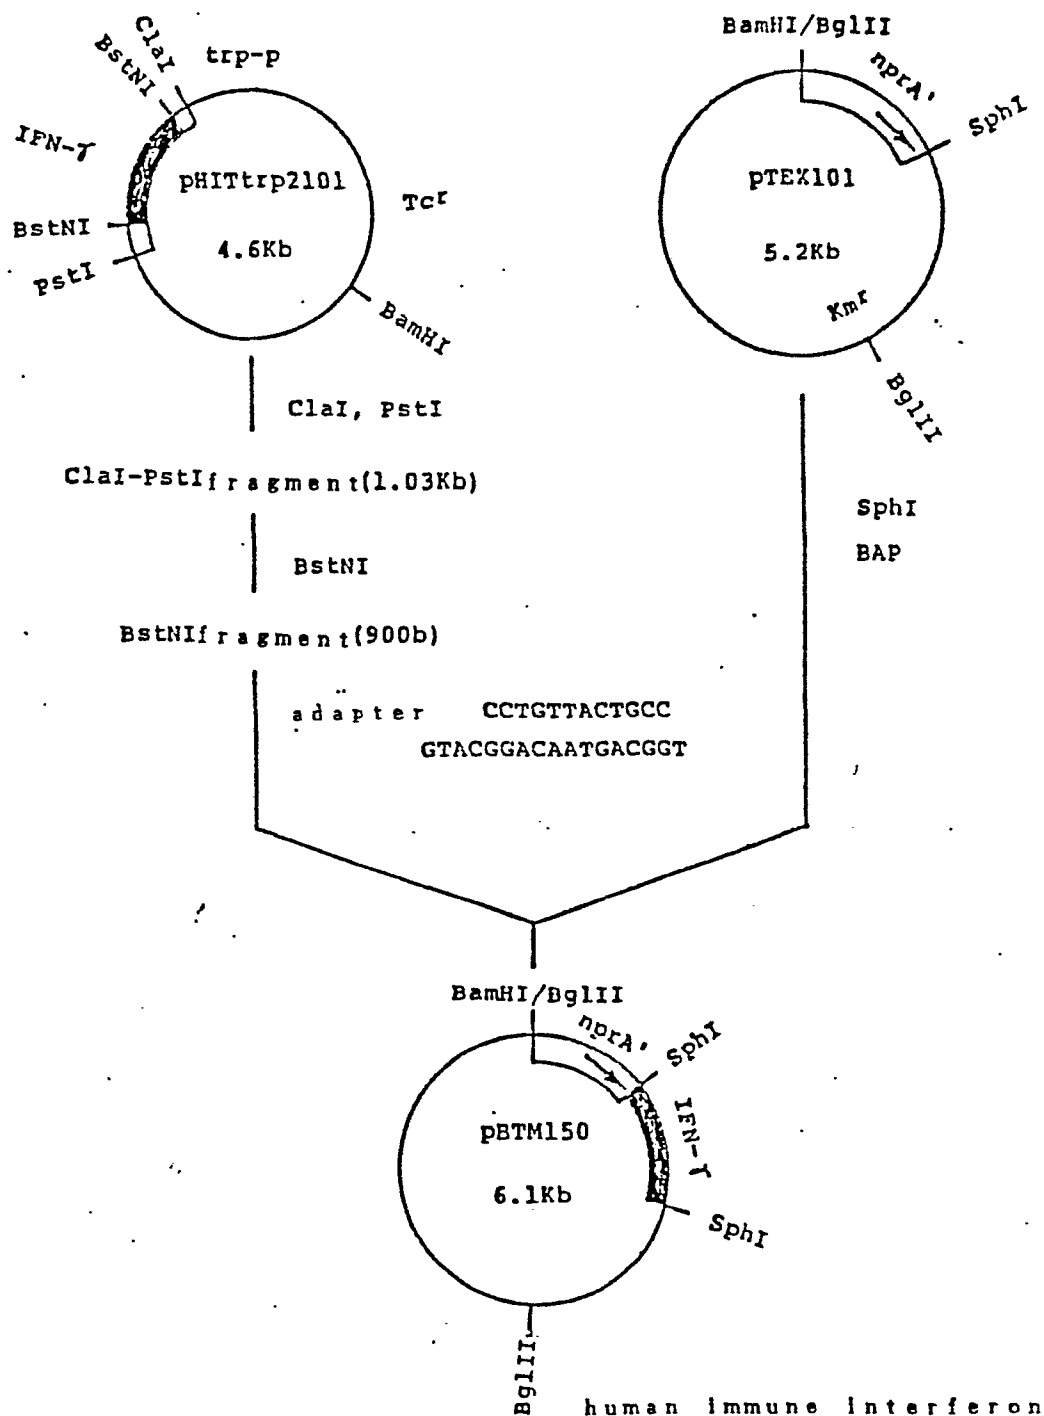 ClaI
BstNI
trp-p
IFN-γ
pHITtrp2101
4.6Kb
Tcr
BstNI
PstI
BamHI
BamHI/BglII
nprA'
SphI
pTEX101
5.2Kb
Kmr
BglII
ClaI, PstI
ClaI-PstIfragment(1.03Kb)
BstNI
BstNIfragment(900b)
SphI
BAP
adapter CCTGTTACTGCC
GTACGGACAATGACGGT
BamHI/BglII
nprA'
SphI
IFN-γ
pBTM150
6.1Kb
SphI
BglII
human immune interferon